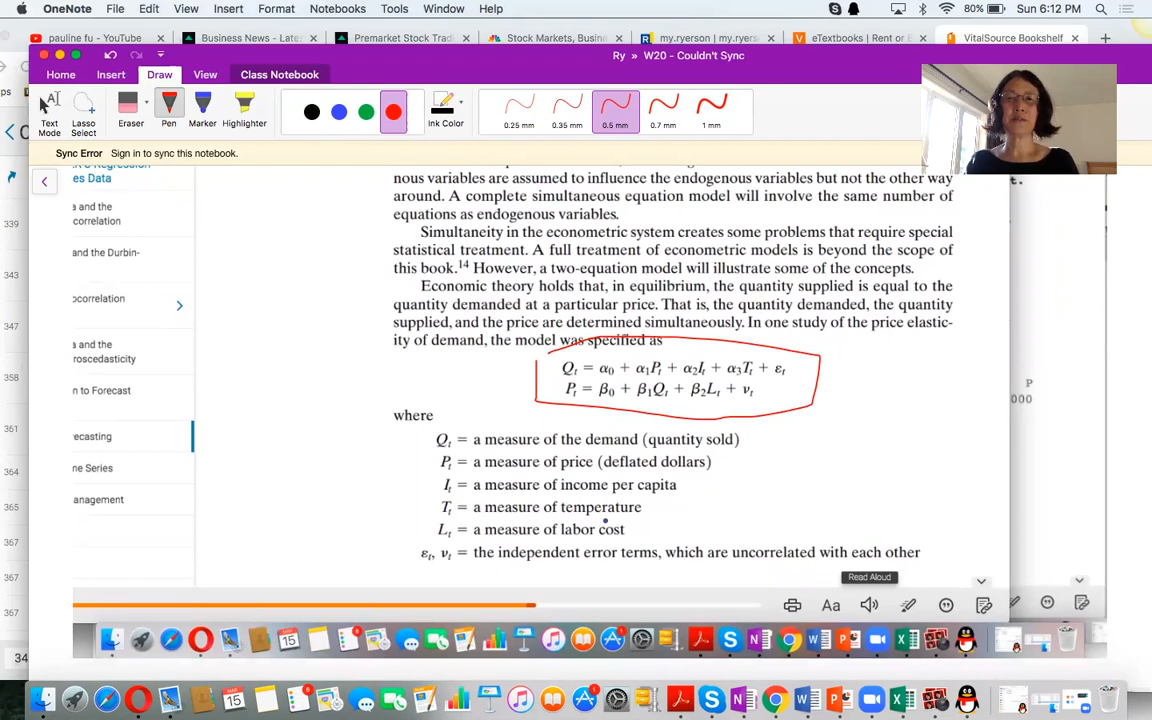 OneNote File Edit View Insert Format Notebooks Tools Window Help 80% Sun 6:12 PM
pauline fu - YouTube Business News - Late Premarket Stock Tradi Stock Markets, Busin my.ryerson | my.ryers eTextbooks | Rent or B VitalSource Bookshelf
Ry » W20 - Couldn't Sync
Home Insert Draw View Class Notebook
Text Mode
Lasso Select
Eraser Pen Marker Highlighter
Ink Color
0.25 mm 0.35 mm 0.5 mm 0.7 mm 1 mm
Sync Error Sign in to sync this notebook.
es Data
a and the
correlation
and the Durbin-
ocorrelation
a and the
roscedasticity
on to Forecast
ecasting
ne Series
anagement
339
347
353
361
365
367
367
34
nous variables are assumed to influence the endogenous variables but not the other way
around. A complete simultaneous equation model will involve the same number of
equations as endogenous variables.
Simultaneity in the econometric system creates some problems that require special
statistical treatment. A full treatment of econometric models is beyond the scope of
this book.14 However, a two-equation model will illustrate some of the concepts.
Economic theory holds that, in equilibrium, the quantity supplied is equal to the
quantity demanded at a particular price. That is, the quantity demanded, the quantity
supplied, and the price are determined simultaneously. In one study of the price elastic-
ity of demand, the model was specified as
Qt = α0 + α1Pt + α2It + α3Tt + εt
Pt = β0 + β1Qt + β2Lt + νt
where
Qt = a measure of the demand (quantity sold)
Pt = a measure of price (deflated dollars)
It = a measure of income per capita
Tt = a measure of temperature
Lt = a measure of labor cost
εt, νt = the independent error terms, which are uncorrelated with each other
P
000
Read Aloud
Aa